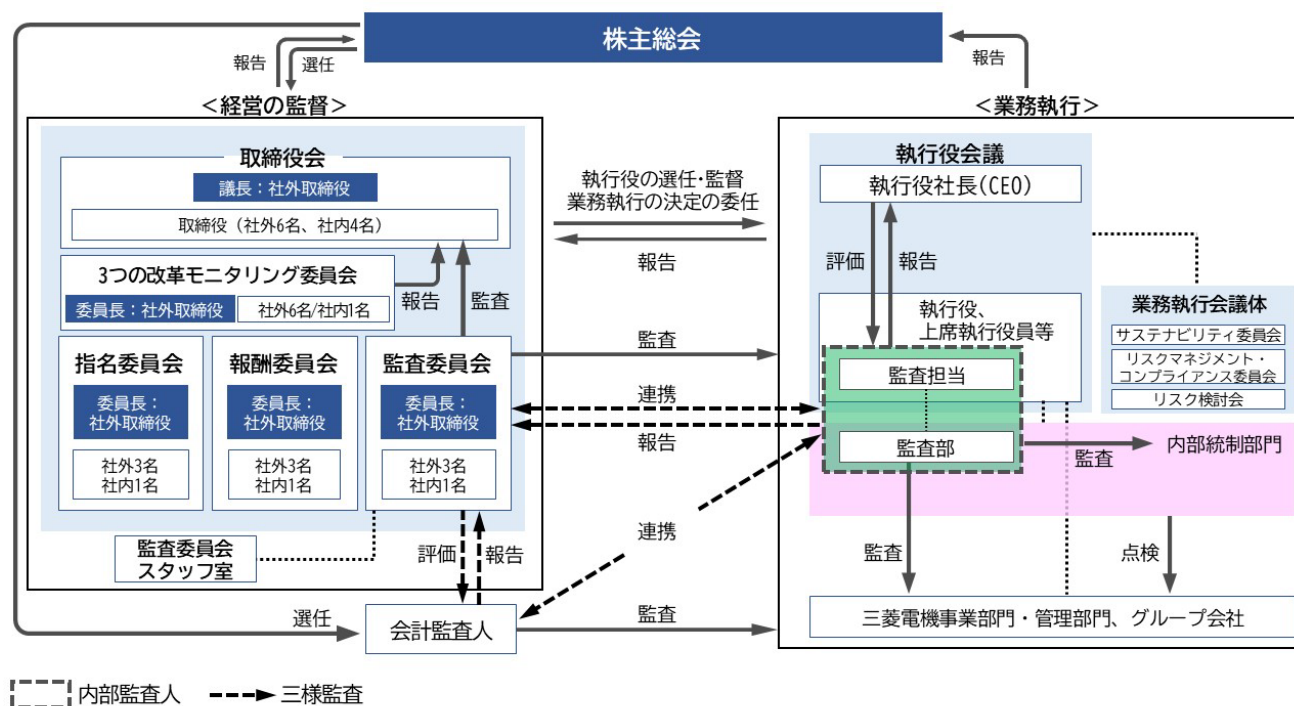 株主総会
報告
選任
報告
＜経営の監督＞
＜業務執行＞
取締役会
議長：社外取締役
取締役（社外6名、社内4名）
3つの改革モニタリング委員会
委員長：社外取締役
社外6名/社内1名
報告
監査
指名委員会
委員長：
社外取締役
社外3名
社内1名
報酬委員会
委員長：
社外取締役
社外3名
社内1名
監査委員会
委員長：
社外取締役
社外3名
社内1名
監査委員会
スタッフ室
評価
報告
選任
会計監査人
執行役の選任・監督
業務執行の決定の委任
報告
監査
連携
報告
連携
監査
執行役会議
執行役社長(CEO)
評価
報告
執行役、
上席執行役員等
監査担当
監査部
業務執行会議体
サステナビリティ委員会
リスクマネジメント・
コンプライアンス委員会
リスク検討会
監査
内部統制部門
監査
点検
三菱電機事業部門・管理部門、グループ会社
内部監査人
三様監査